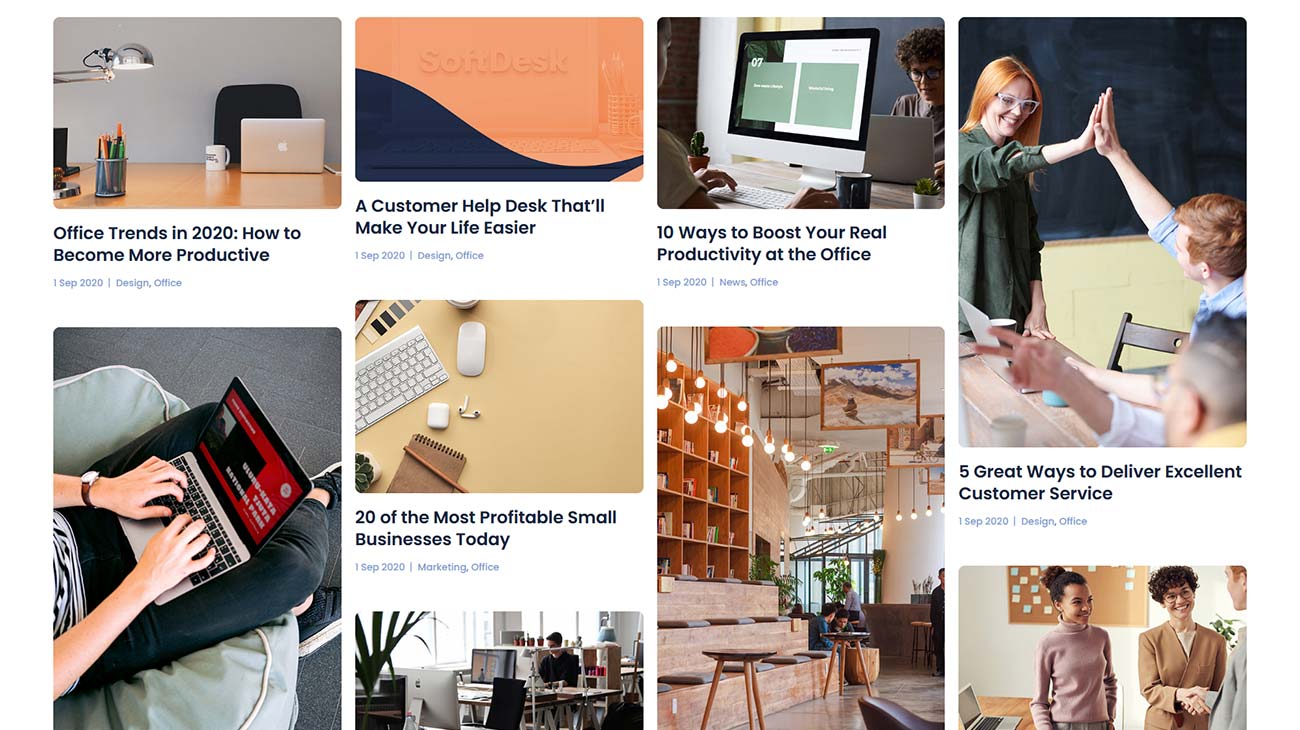 SoftDesk
07
Office Trends in 2020: How to
Become More Productive
1 Sep 2020 | Design, Office
A Customer Help Desk That’ll
Make Your Life Easier
1 Sep 2020 | Design, Office
10 Ways to Boost Your Real
Productivity at the Office
1 Sep 2020 | News, Office
5 Great Ways to Deliver Excellent
Customer Service
1 Sep 2020 | Design, Office
20 of the Most Profitable Small
Businesses Today
1 Sep 2020 | Marketing, Office
NATIONAL PARK